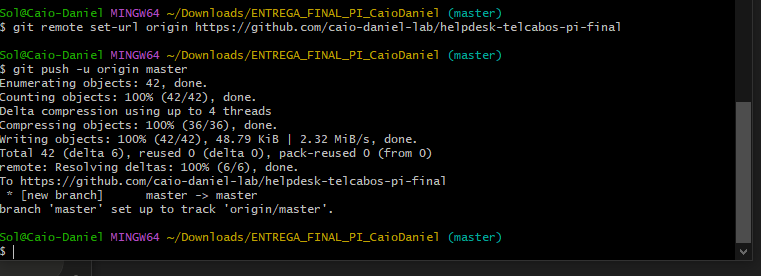 Sol@Caio-Daniel MINGW64 ~/Downloads/ENTREGA_FINAL_PI_CaioDaniel (master)
$ git remote set-url origin https://github.com/caio-daniel-lab/helpdesk-telcabos-pi-final
Sol@Caio-Daniel MINGW64 ~/Downloads/ENTREGA_FINAL_PI_CaioDaniel (master)
$ git push -u origin master
Enumerating objects: 42, done.
Counting objects: 100% (42/42), done.
Delta compression using up to 4 threads
Compressing objects: 100% (36/36), done.
Writing objects: 100% (42/42), 48.79 KiB | 2.32 MiB/s, done.
Total 42 (delta 6), reused 0 (delta 0), pack-reused 0 (from 0)
remote: Resolving deltas: 100% (6/6), done.
To https://github.com/caio-daniel-lab/helpdesk-telcabos-pi-final
 * [new branch]      master -> master
branch 'master' set up to track 'origin/master'.
Sol@Caio-Daniel MINGW64 ~/Downloads/ENTREGA_FINAL_PI_CaioDaniel (master)
$